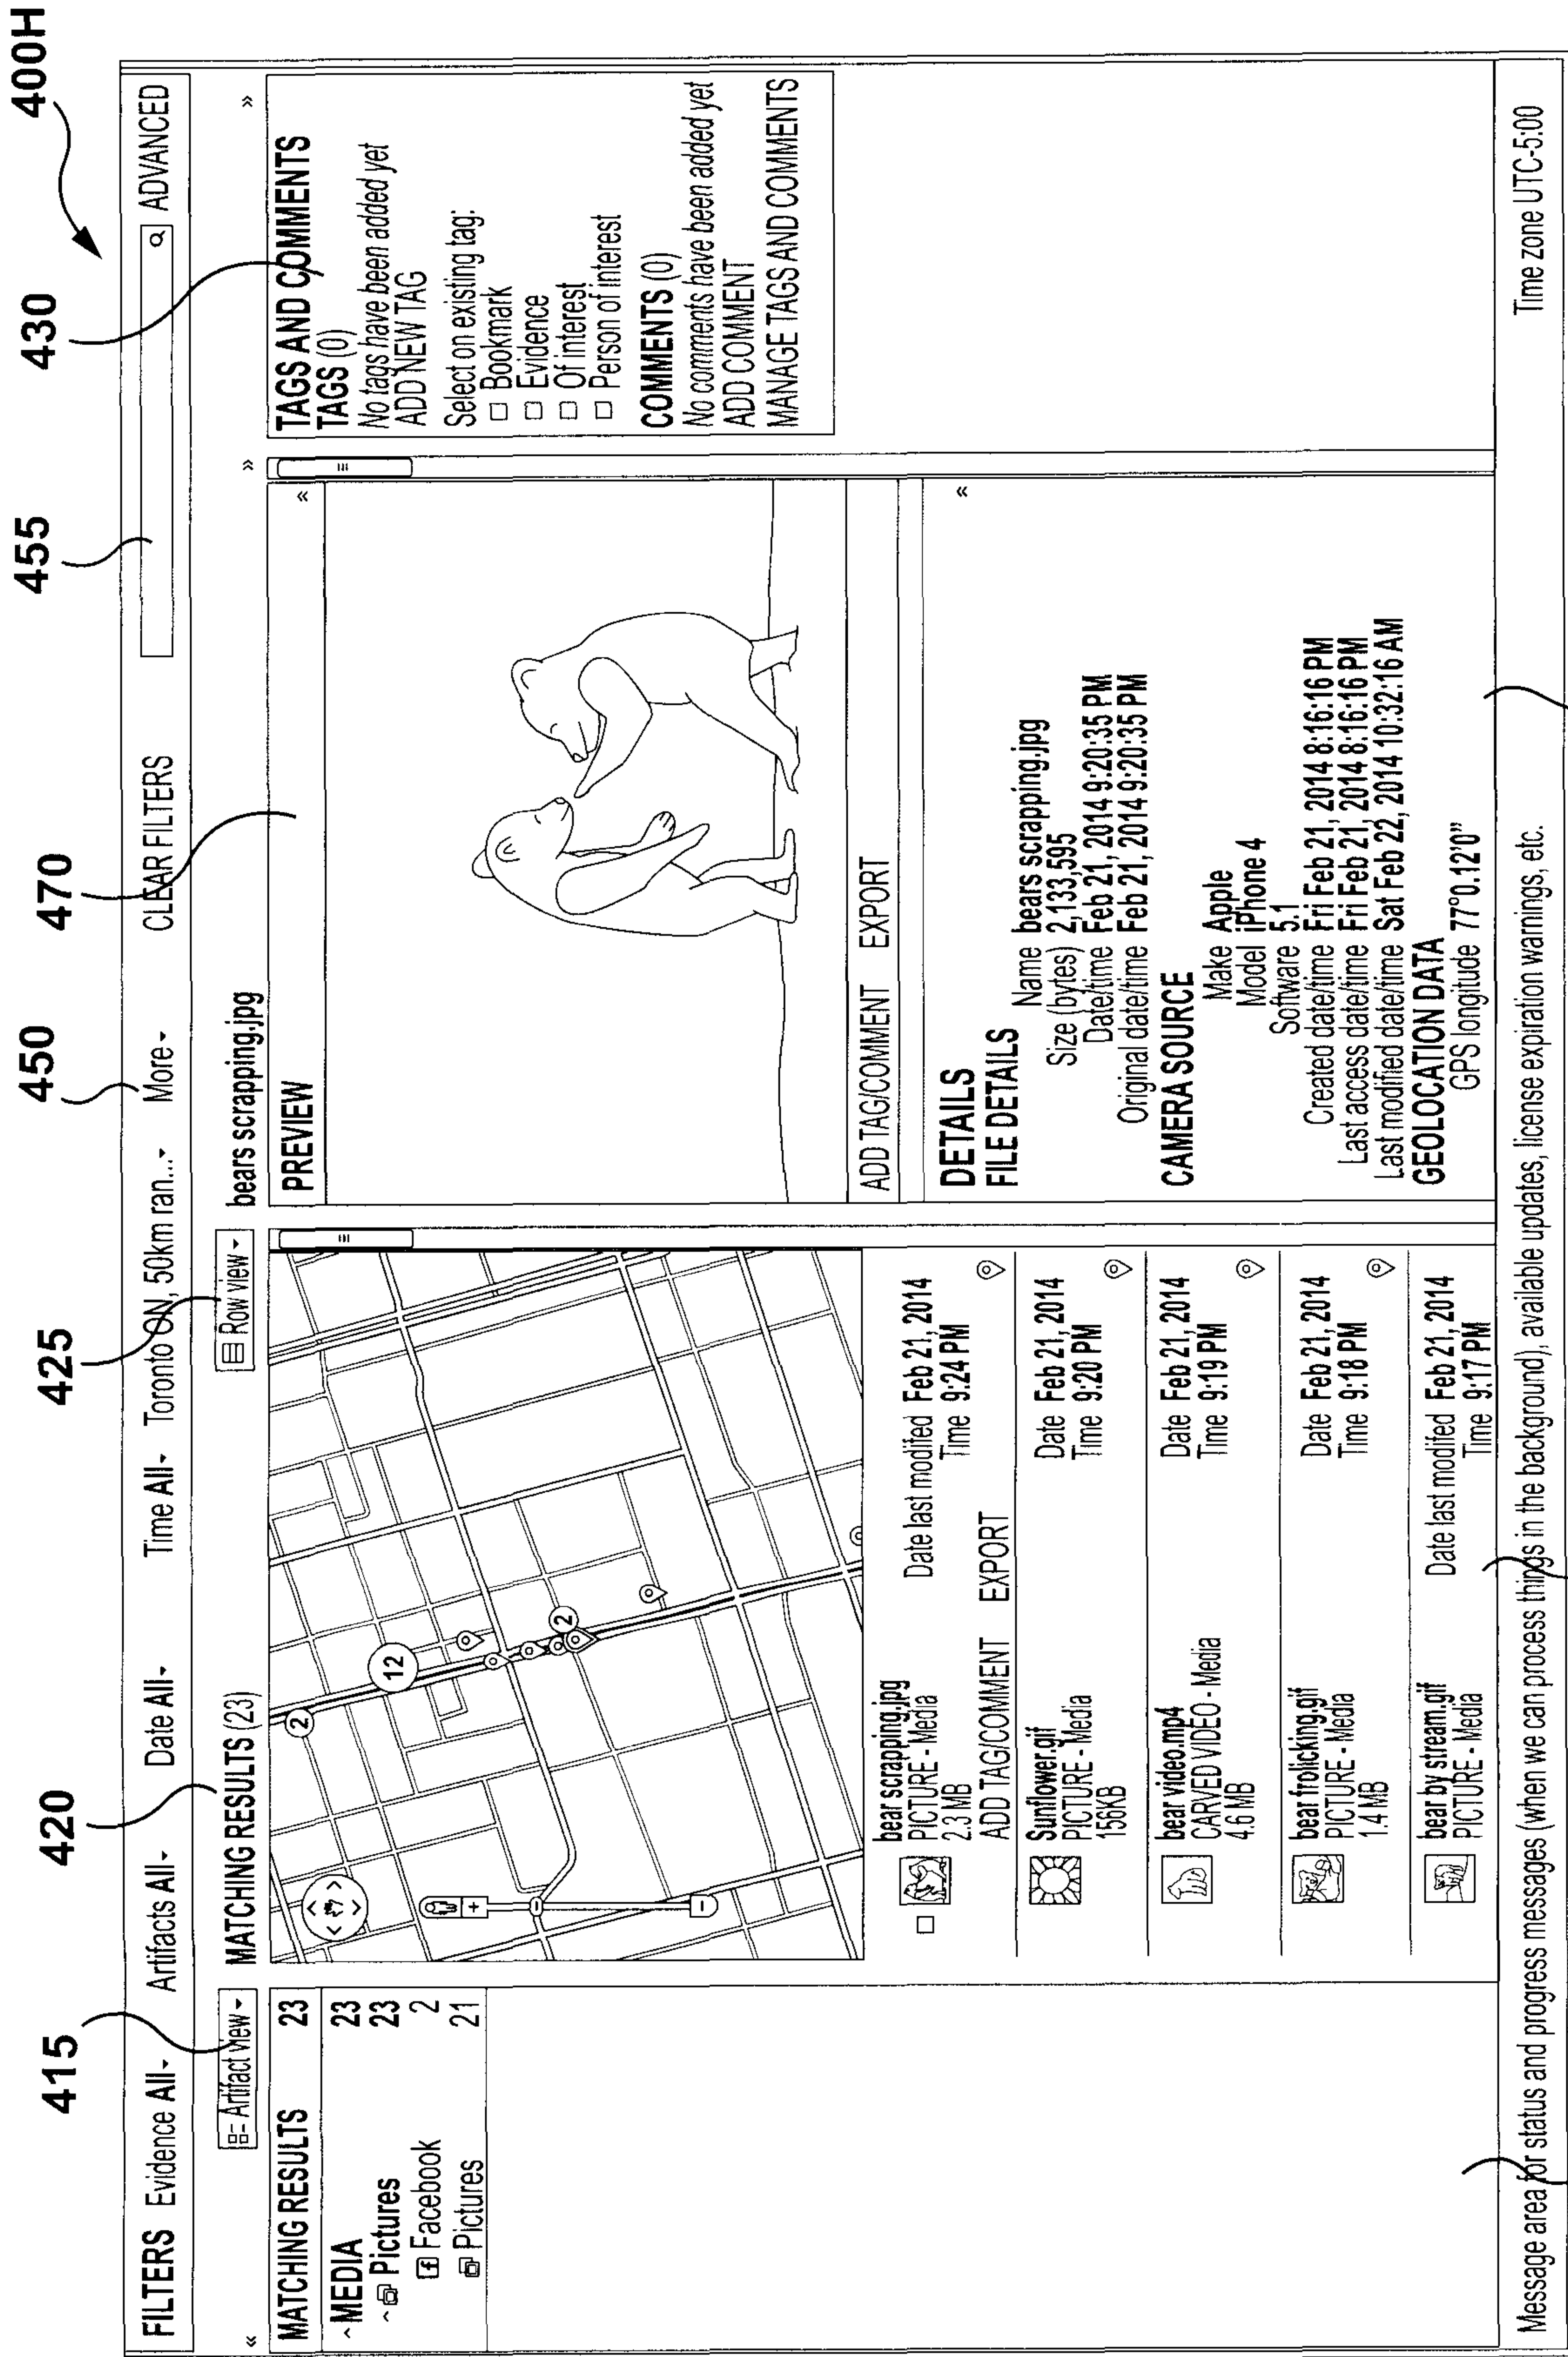 400H
430
455
470
450
425
420
415
FILTERS Evidence All Artifacts All Date All Time All Toronto ON, 50km ran... More CLEAR FILTERS ADVANCED
Artifact view
MATCHING RESULTS 23
MEDIA 23
Pictures 23
Facebook 2
Pictures 21
MATCHING RESULTS (23)
Row view
2
12
2
bear scrapping.jpg
PICTURE - Media
2.3 MB
Date last modifed Feb 21, 2014
Time 9:24 PM
ADD TAG/COMMENT EXPORT
Sunflower.gif
PICTURE - Media
156KB
Date Feb 21, 2014
Time 9:20 PM
bear video.mp4
CARVED VIDEO - Media
4.6 MB
Date Feb 21, 2014
Time 9:19 PM
bear frolicking.gif
PICTURE - Media
1.4 MB
Date Feb 21, 2014
Time 9:18 PM
bear by stream.gif
PICTURE - Media
Date last modifed Feb 21, 2014
Time 9:17 PM
bears scrapping.jpg
PREVIEW
ADD TAG/COMMENT EXPORT
DETAILS
FILE DETAILS
Name bears scrapping.jpg
Size (bytes) 2,133,595
Date/time Feb 21, 2014 9:20:35 PM
Original date/time Feb 21, 2014 9:20:35 PM
CAMERA SOURCE
Make Apple
Model iPhone 4
Software 5.1
Created date/time Fri Feb 21, 2014 8:16:16 PM
Last access date/time Fri Feb 21, 2014 8:16:16 PM
Last modified date/time Sat Feb 22, 2014 10:32:16 AM
GEOLOCATION DATA
GPS longitude 77°0.12'0"
TAGS AND COMMENTS
TAGS (0)
No tags have been added yet
ADD NEW TAG
Select on existing tag:
Bookmark
Evidence
Of interest
Person of interest
COMMENTS (0)
No comments have been added yet
ADD COMMENT
MANAGE TAGS AND COMMENTS
Message area for status and progress messages (when we can process things in the background), available updates, license expiration warnings, etc.
Time zone UTC-5:00